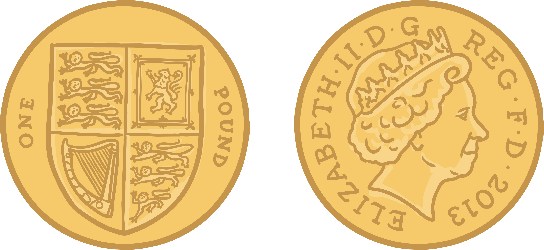 ONE
POUND
ELIZABETH·II·D·G
REG·F·D·2013